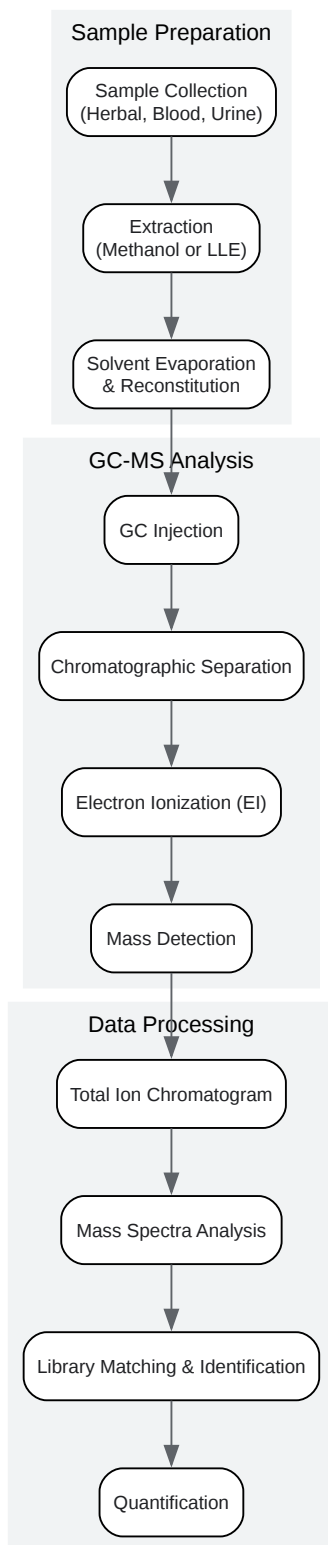 Sample Preparation
Sample Collection
(Herbal, Blood, Urine)
Extraction
(Methanol or LLE)
Solvent Evaporation
& Reconstitution
GC-MS Analysis
GC Injection
Chromatographic Separation
Electron Ionization (EI)
Mass Detection
Data Processing
Total Ion Chromatogram
Mass Spectra Analysis
Library Matching & Identification
Quantification